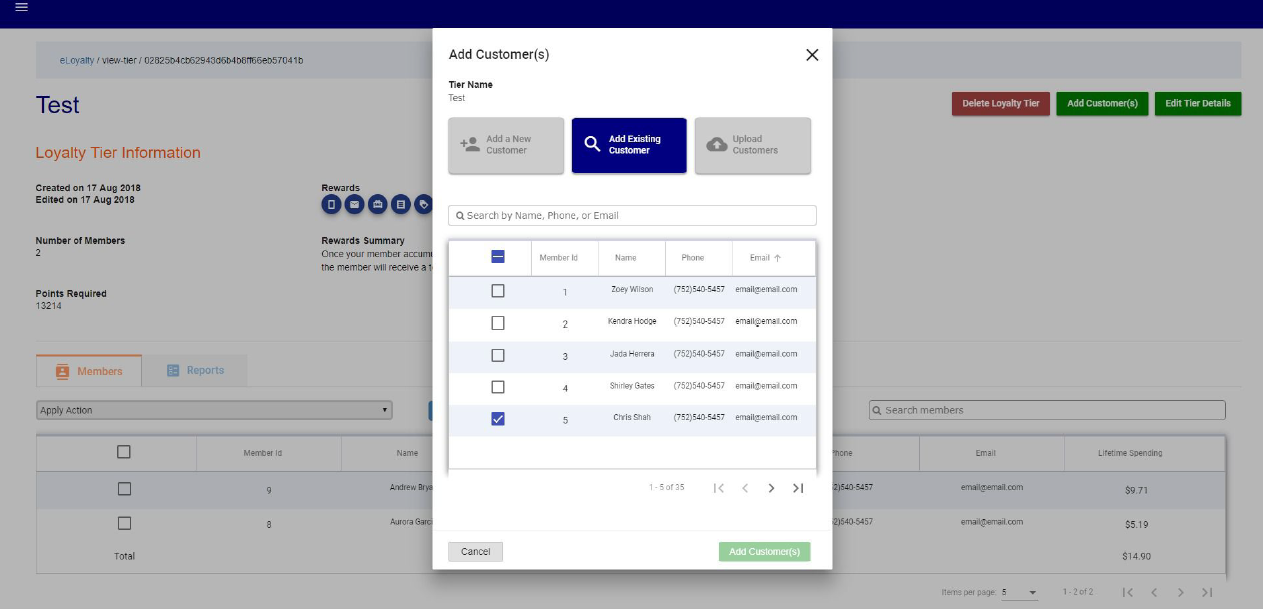 Add Customer(s)
Tier Name
Test
Add a New
Customer
Add Existing
Customer
Upload
Customers
Search by Name, Phone, or Email
Member Id Name Phone Email
1 Zoey Wilson (752)540-5457 email@email.com
2 Kendra Hodge (752)540-5457 email@email.com
3 Jada Herrera (752)540-5457 email@email.com
4 Shirley Gates (752)540-5457 email@email.com
5 Chris Shah (752)540-5457 email@email.com
1 - 5 of 35
Cancel Add Customer(s)
eLoyalty / view-tier / 02825b4cb62943d6b4b8ff66eb57041b
Test
Delete Loyalty Tier Add Customer(s) Edit Tier Details
Loyalty Tier Information
Created on 17 Aug 2018
Edited on 17 Aug 2018
Rewards
Number of Members
2
Rewards Summary
Once your member accumu
the member will receive a t
Points Required
13214
Members Reports
Apply Action
Search members
Member Id Name Phone Email Lifetime Spending
9 Andrew Brya 2)540-5457 email@email.com $9.71
8 Aurora Garc 2)540-5457 email@email.com $5.19
Total $14.90
Items per page: 5 1 - 2 of 2